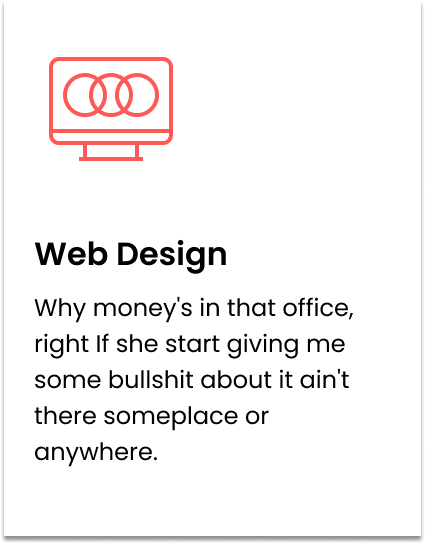 Web Design
Why money's in that office,
right If she start giving me
some bullshit about it ain't
there someplace or
anywhere.